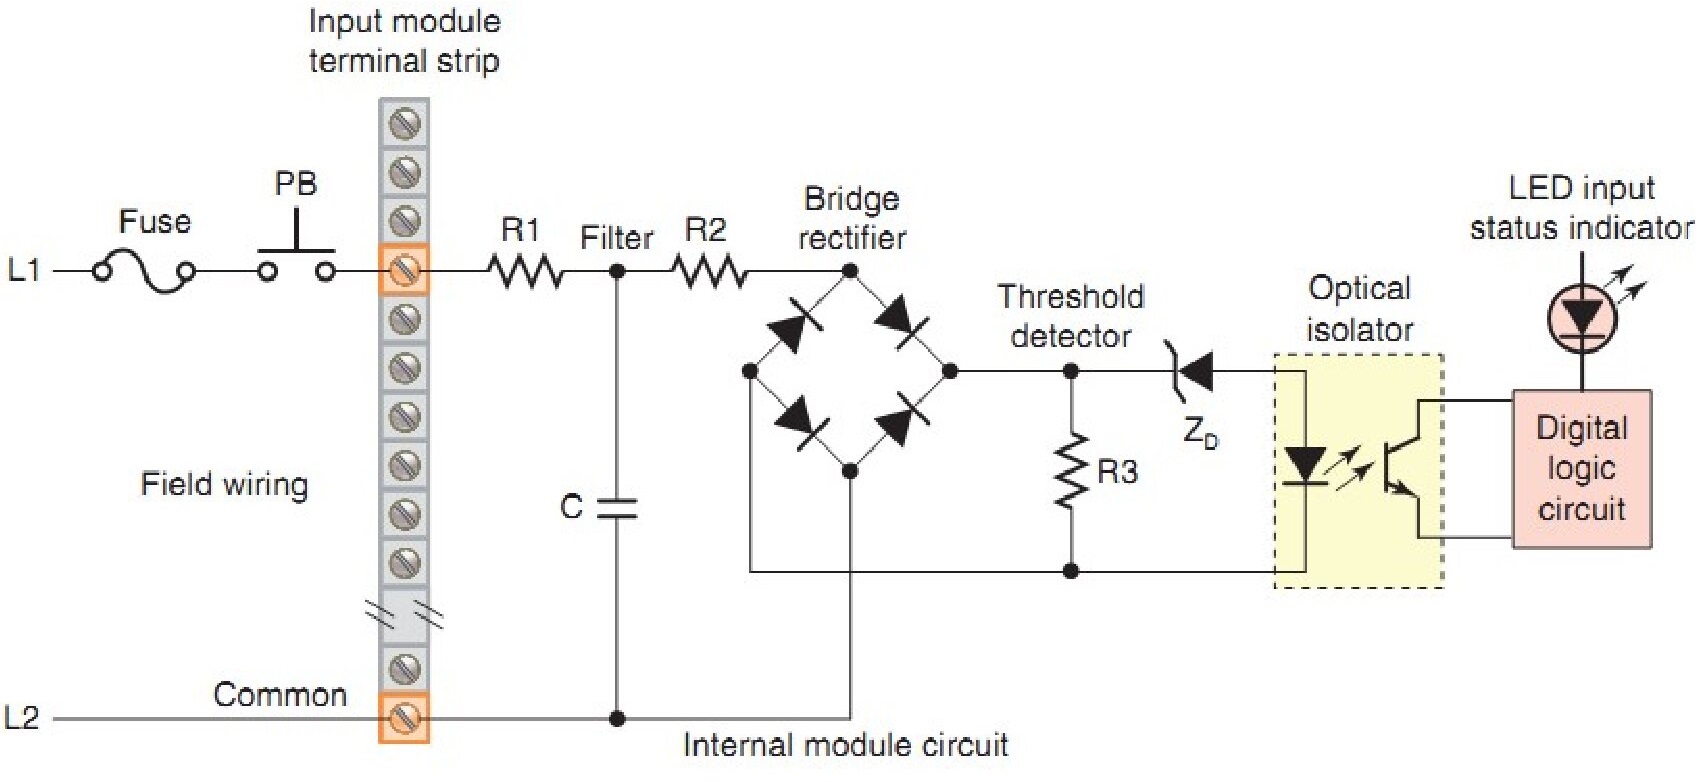 Input module
terminal strip
PB
Fuse
L1
R1
Filter
R2
Bridge
rectifier
Threshold
detector
Optical
isolator
LED input
status indicator
Z_D
R3
Digital
logic
circuit
Field wiring
C
Common
L2
Internal module circuit